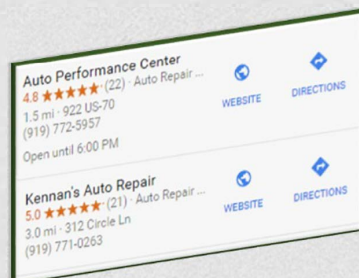 Auto Performance Center
4.8 ★★★★★ (22) · Auto Repair ...
1.5 mi · 922 US-70
(919) 772-5957
Open until 6:00 PM
WEBSITE
DIRECTIONS
Kennan's Auto Repair
5.0 ★★★★★ (21) · Auto Repair ...
3.0 mi · 312 Circle Ln
(919) 771-0263
WEBSITE
DIRECTIONS